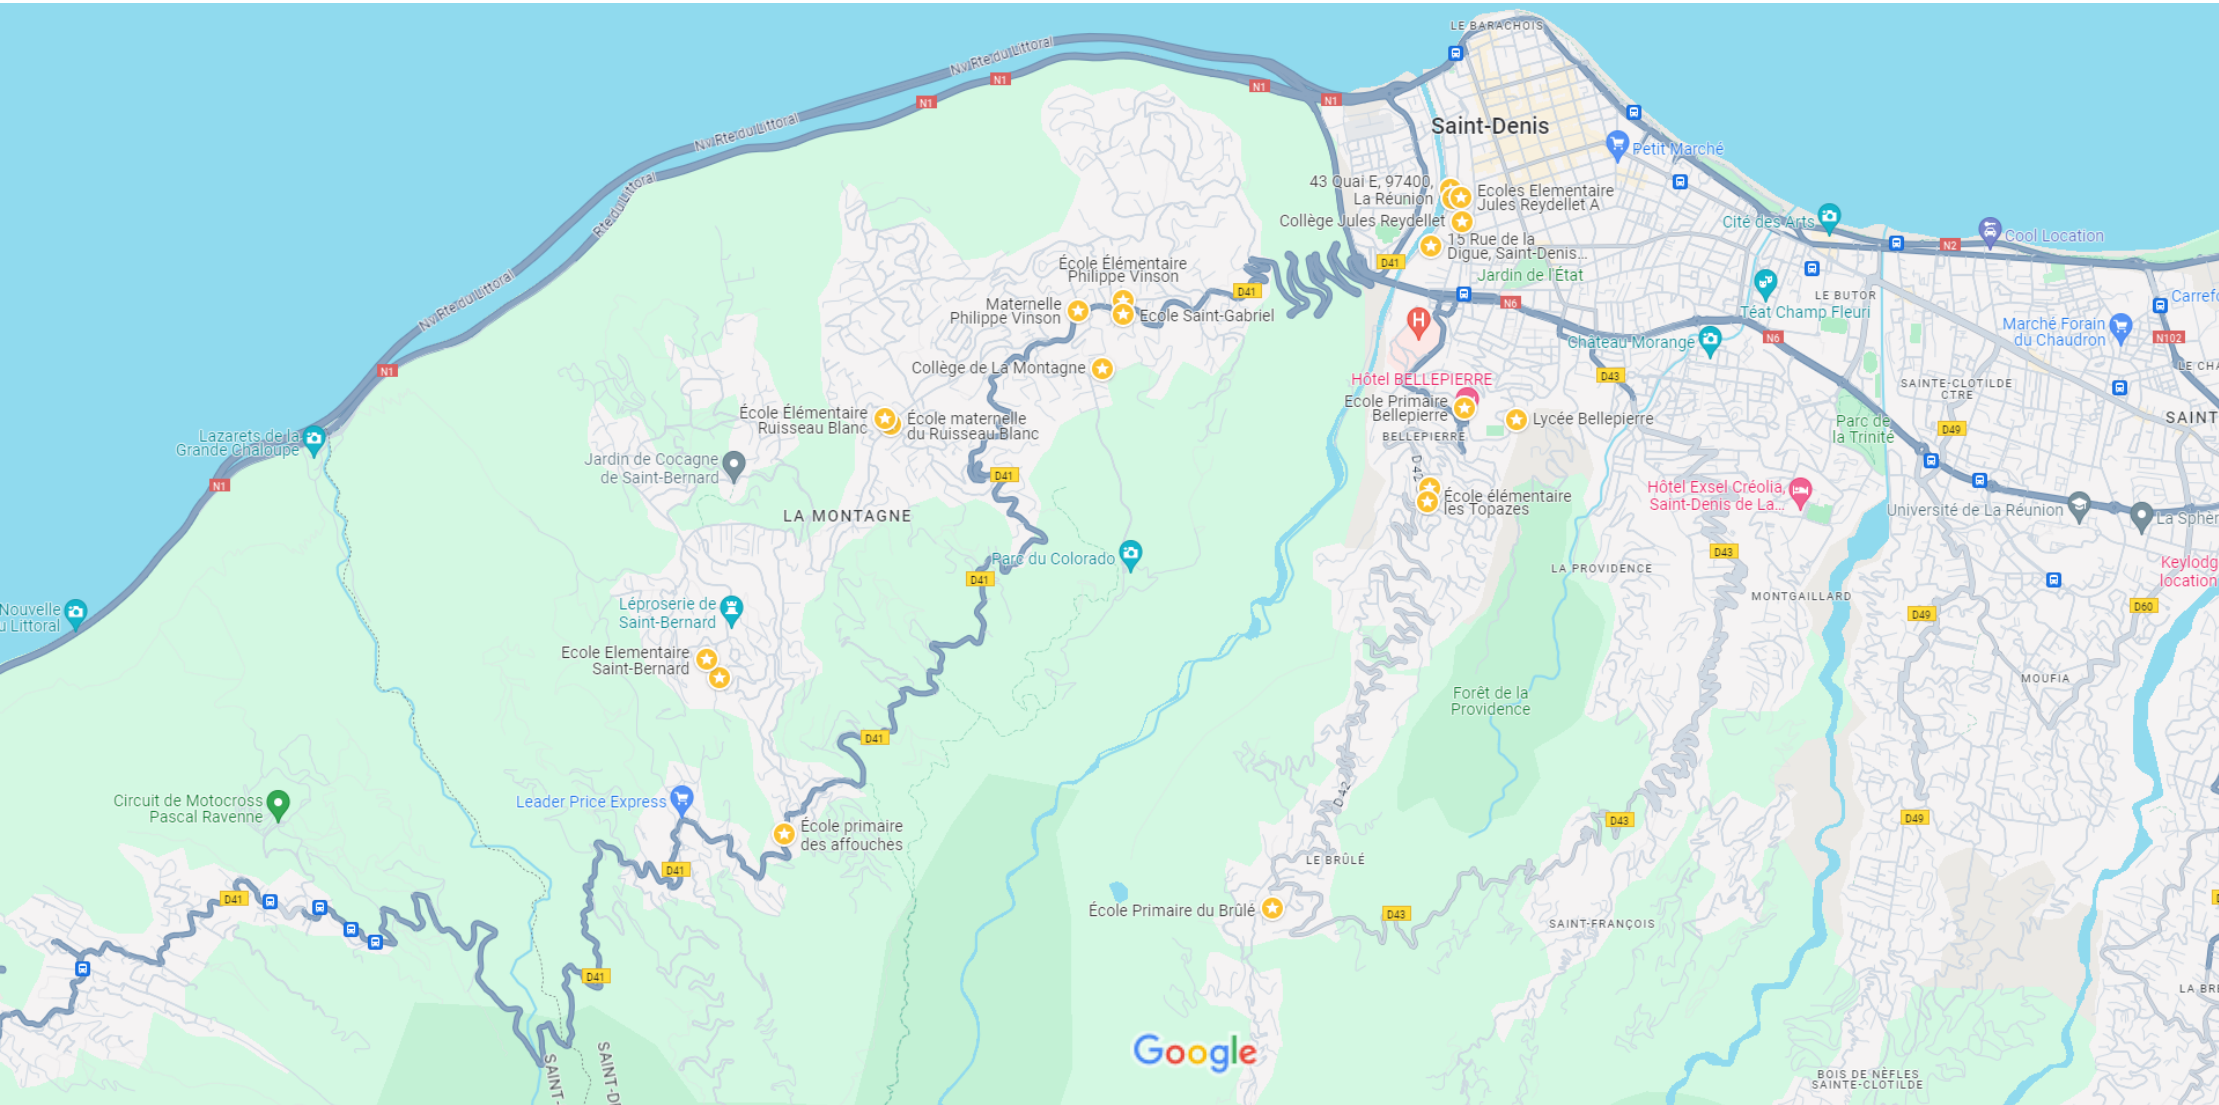 LE BARACHOIS
Nv Rte du Littoral
N1
N1
N1
N1
Saint-Denis
Petit Marché
Nv Rte du Littoral
Rte du Littoral
43 Quai E, 97400,
La Réunion
Ecoles Elementaire
Jules Reydellet A
Collège Jules Reydellet
15 Rue de la
Digue, Saint-Denis...
Cité des Arts
Cool Location
N2
D41
Jardin de l'État
École Élémentaire
Philippe Vinson
Maternelle
Philippe Vinson
Ecole Saint-Gabriel
D41
N6
LE BUTOR
Téat Champ Fleuri
Carrefo
Marché Forain
du Chaudron
N102
Nv Rte du Littoral
N1
Château Morange
N6
H
Collège de La Montagne
Hôtel BELLEPIERRE
Ecole Primaire
Bellepierre
D43
SAINTE-CLOTILDE
CTRE
LE CHA
École Élémentaire
Ruisseau Blanc
École maternelle
du Ruisseau Blanc
Lycée Bellepierre
BELLEPIERRE
Parc de
la Trinité
D49
SAINT
Lazarets de la
Grande Chaloupe
N1
Jardin de Cocagne
de Saint-Bernard
D41
D42
École élémentaire
les Topazes
Hôtel Exsel Créolia,
Saint-Denis de La...
Université de La Réunion
La Sphèr
LA MONTAGNE
Parc du Colorado
D41
LA PROVIDENCE
D43
MONTGAILLARD
Keylodg
location
D60
D49
Nouvelle
u Littoral
Léproserie de
Saint-Bernard
Ecole Elementaire
Saint-Bernard
Forêt de la
Providence
MOUFIA
D41
D42
Circuit de Motocross
Pascal Ravenne
Leader Price Express
École primaire
des affouches
D43
D49
D41
LE BRÛLÉ
D41
École Primaire du Brûlé
D43
SAINT-FRANÇOIS
D41
LA BRE
Google
SAINT-
SAINT-D
BOIS DE NÈFLES
SAINTE-CLOTILDE